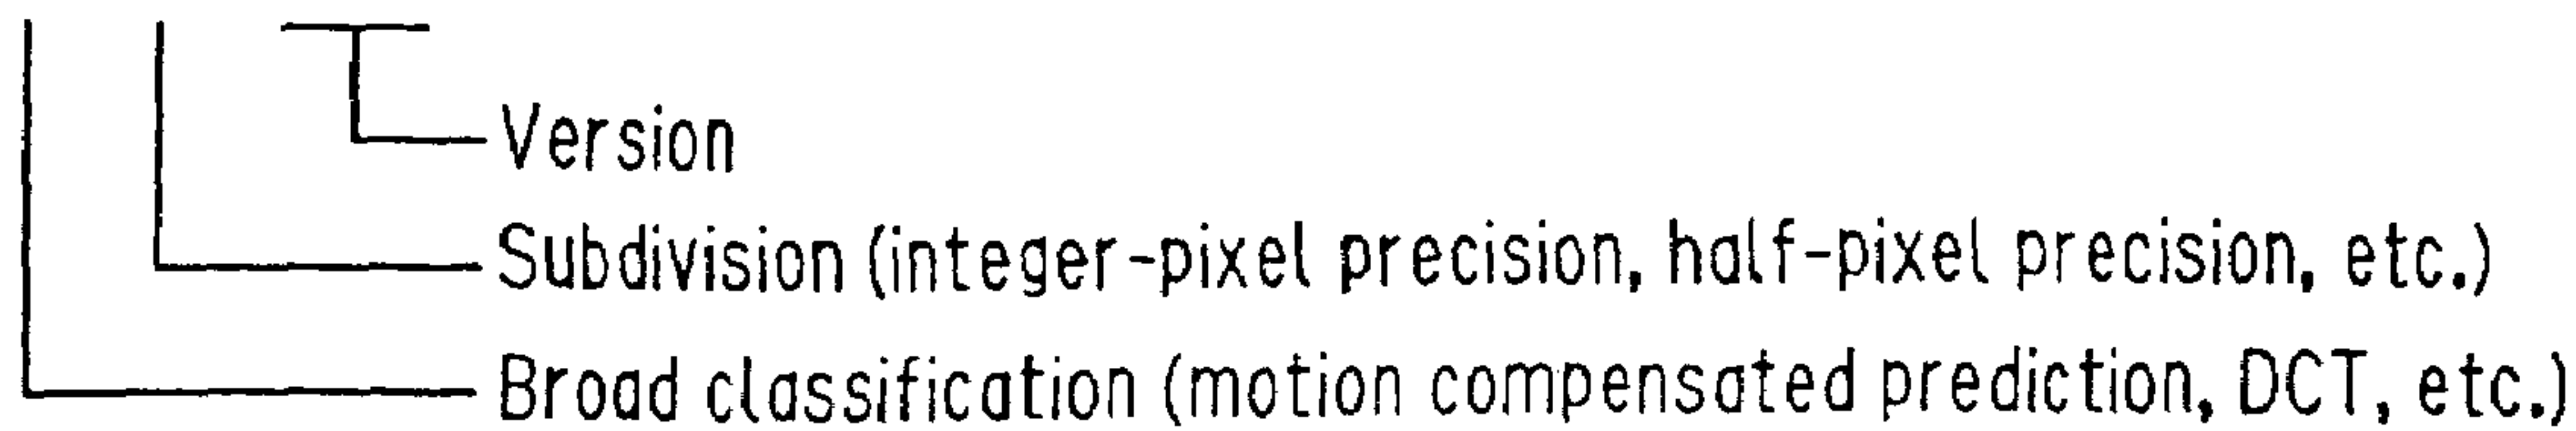 Version
Subdivision (integer-pixel precision, half-pixel precision, etc.)
Broad classification (motion compensated prediction, DCT, etc.)